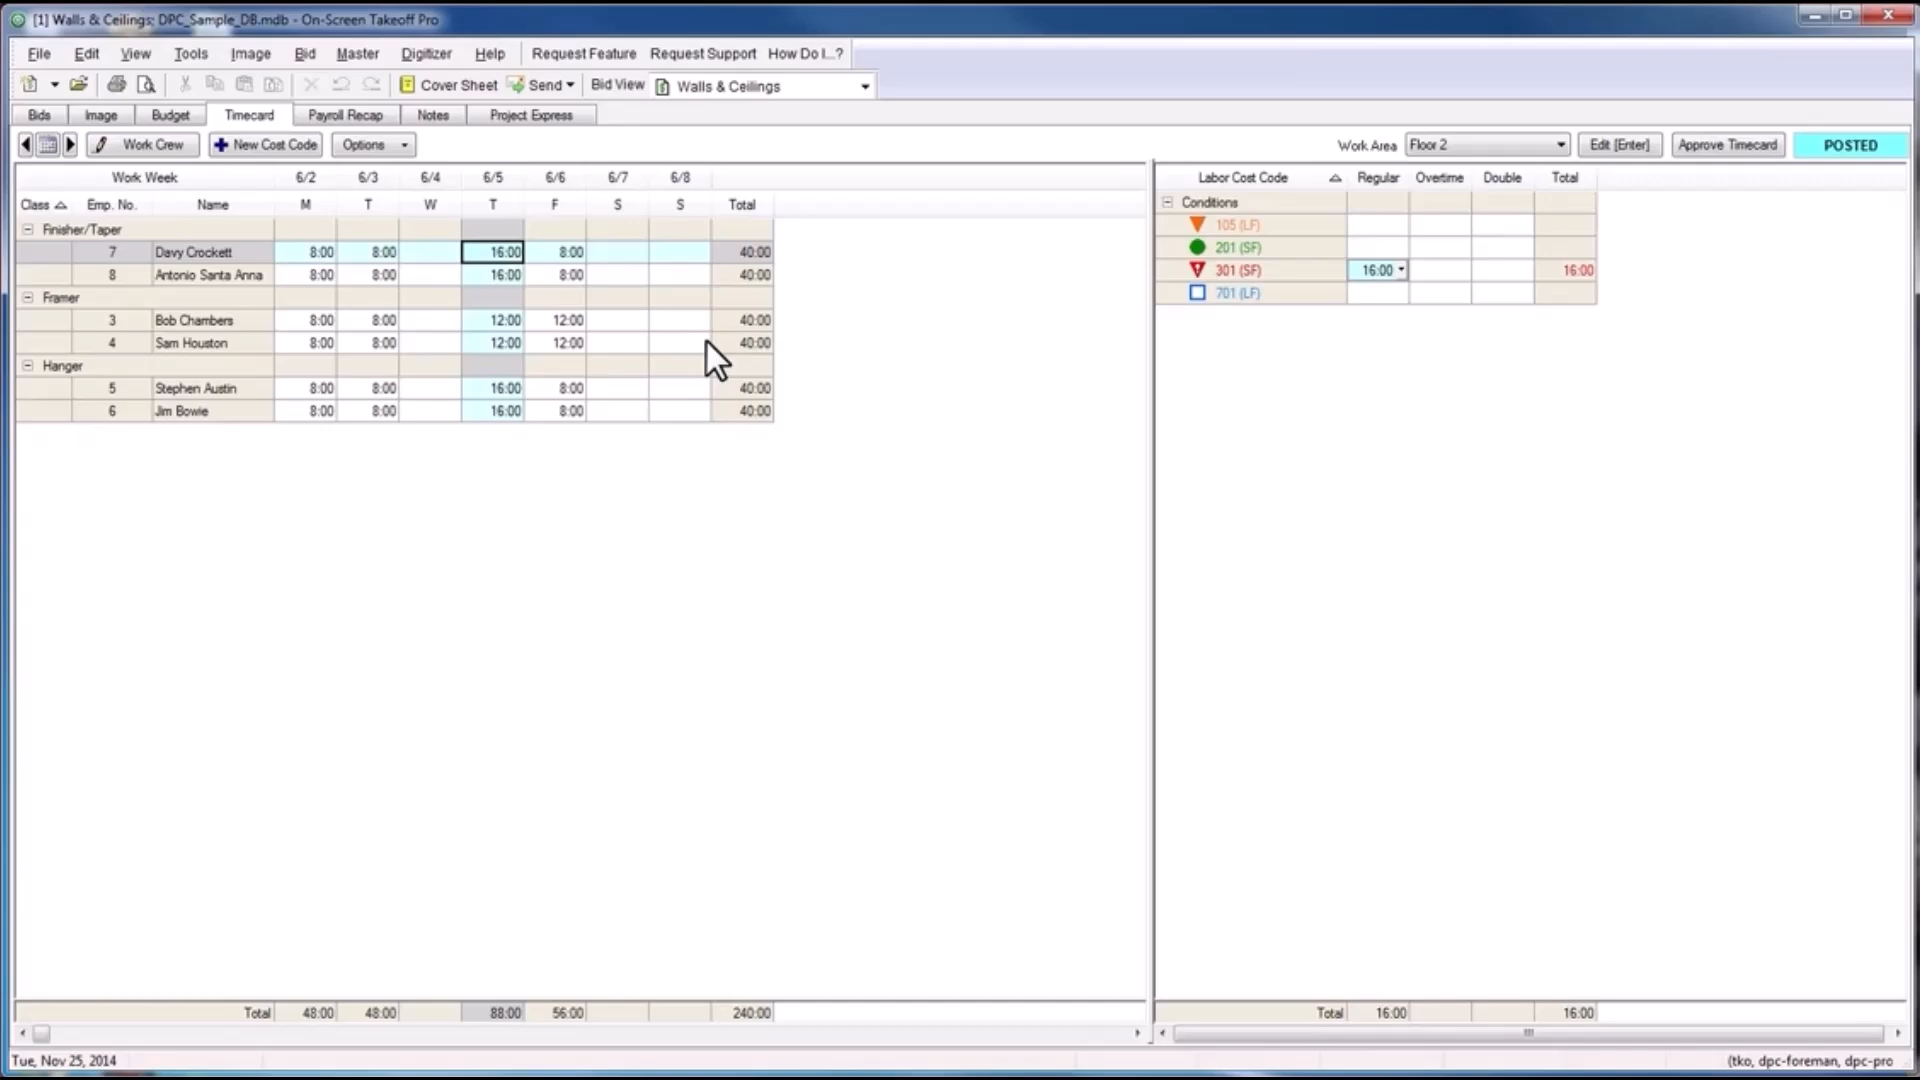 [1] Walls & Ceilings; DPC_Sample_DB.mdb - On-Screen Takeoff Pro
File Edit View Tools Image Bid Master Digitizer Help Request Feature Request Support How Do I...?
Cover Sheet Send Bid View Walls & Ceilings
Bids Image Budget Timecard Payroll Recap Notes Project Express
Work Crew New Cost Code Options Work Area Floor 2 Edit [Enter] Approve Timecard POSTED
Work Week 6/2 6/3 6/4 6/5 6/6 6/7 6/8
Class Emp. No. Name M T W T F S S Total
Finisher/Taper
7 Davy Crockett 8:00 8:00 16:00 8:00 40:00
8 Antonio Santa Anna 8:00 8:00 16:00 8:00 40:00
Framer
3 Bob Chambers 8:00 8:00 12:00 12:00 40:00
4 Sam Houston 8:00 8:00 12:00 12:00 40:00
Hanger
5 Stephen Austin 8:00 8:00 16:00 8:00 40:00
6 Jim Bowie 8:00 8:00 16:00 8:00 40:00
Total 48:00 48:00 88:00 56:00 240:00
Labor Cost Code Regular Overtime Double Total
Conditions
105 (LF)
201 (SF)
301 (SF) 16:00 16:00
701 (LF)
Total 16:00 16:00
Tue, Nov 25, 2014 (tko, dpc-foreman, dpc-pro